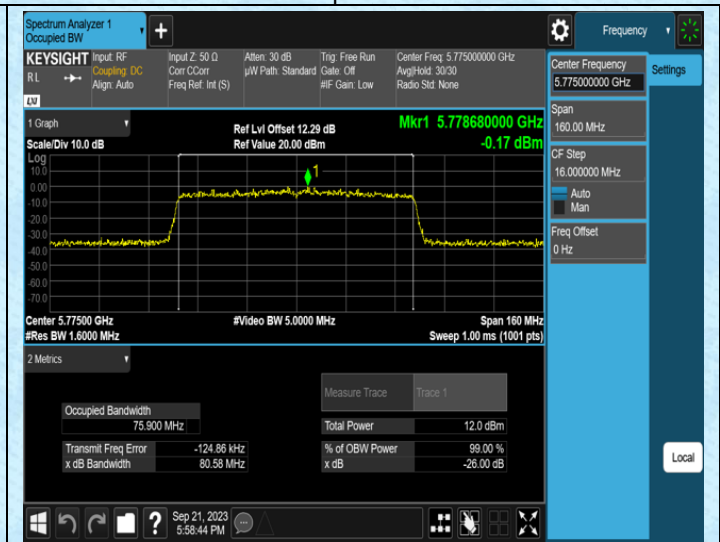 Spectrum Analyzer 1
Occupied BW
+
Frequency
KEYSIGHT
R L
LXI
Input: RF
Coupling: DC
Align: Auto
Input Z: 50 Ω
Corr CCorr
Freq Ref: Int (S)
Atten: 30 dB
µW Path: Standard
Trig: Free Run
Gate: Off
#IF Gain: Low
Center Freq: 5.775000000 GHz
Avg|Hold: 30/30
Radio Std: None
Center Frequency
5.775000000 GHz
Settings
Span
160.00 MHz
CF Step
16.000000 MHz
Auto
Man
Freq Offset
0 Hz
1 Graph
Scale/Div 10.0 dB
Ref Lvl Offset 12.29 dB
Ref Value 20.00 dBm
Mkr1 5.778680000 GHz
-0.17 dBm
Log
10.0
0.00
-10.0
-20.0
-30.0
-40.0
-50.0
-60.0
-70.0
1
Center 5.77500 GHz
#Res BW 1.6000 MHz
#Video BW 5.0000 MHz
Span 160 MHz
Sweep 1.00 ms (1001 pts)
2 Metrics
Measure Trace Trace 1
Occupied Bandwidth
75.900 MHz
Total Power 12.0 dBm
Transmit Freq Error -124.86 kHz
% of OBW Power 99.00 %
x dB Bandwidth 80.58 MHz
x dB -26.00 dB
Local
?
Sep 21, 2023
5:58:44 PM